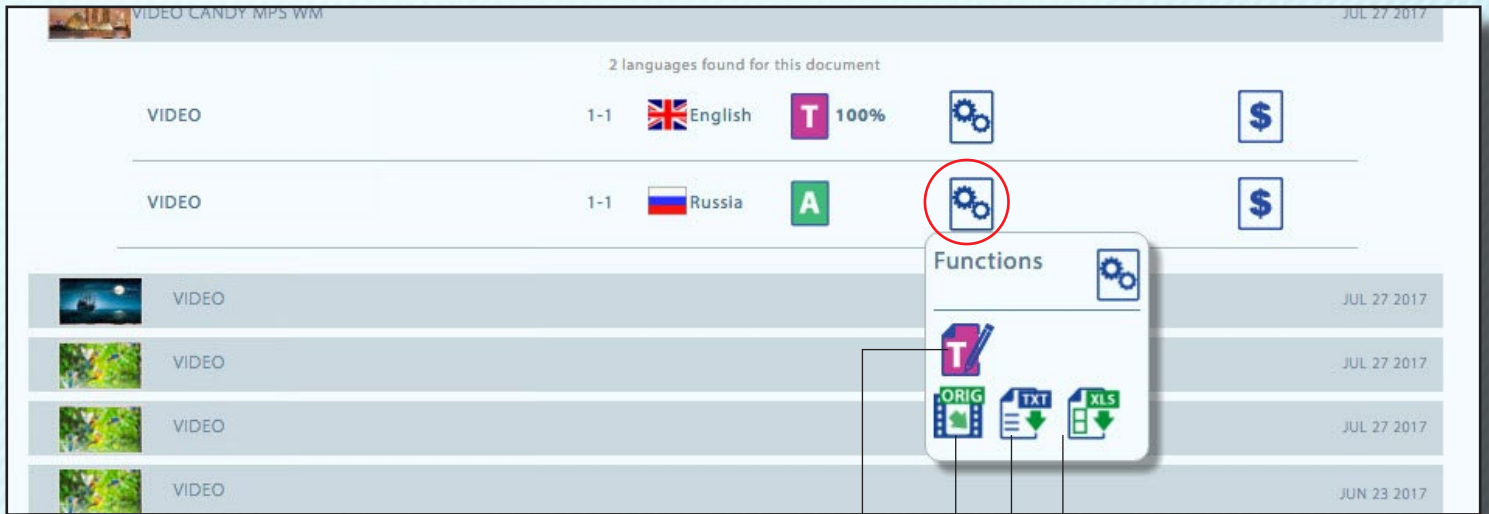 VIDEO CANDY MPS WM JUL 27 2017
2 languages found for this document
VIDEO 1-1 English T 100% $
VIDEO 1-1 Russia A $
Functions
VIDEO JUL 27 2017
T
VIDEO JUL 27 2017
ORIG TXT XLS
VIDEO JUL 27 2017
VIDEO JUN 23 2017